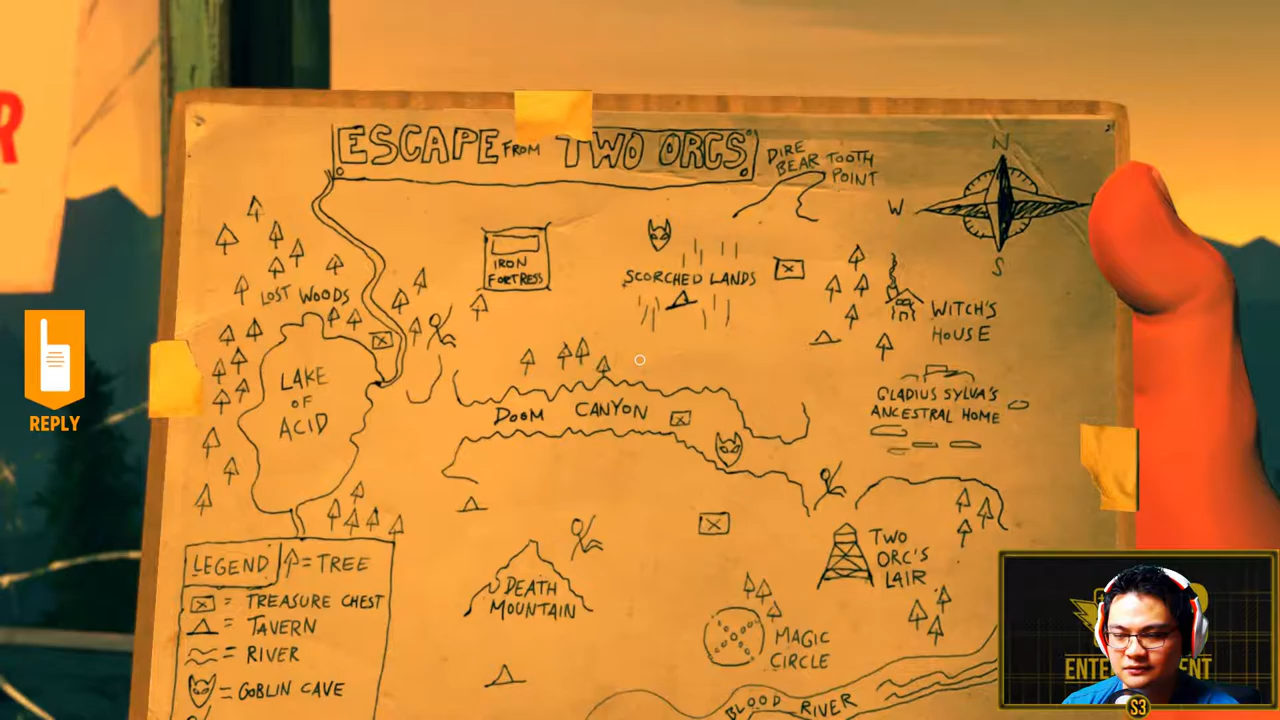 R
ESCAPE FROM TWO ORCS
DIRE
BEAR TOOTH
POINT
N
W
S
IRON
FORTRESS
SCORCHED LANDS
LOST WOODS
WITCH'S
HOUSE
LAKE
OF
ACID
DOOM CANYON
GLADIUS SYLVA'S
ANCESTRAL HOME
REPLY
TWO
ORC'S
LAIR
DEATH
MOUNTAIN
MAGIC
CIRCLE
BLOOD RIVER
LEGEND
= TREE
= TREASURE CHEST
= TAVERN
= RIVER
= GOBLIN CAVE
S3